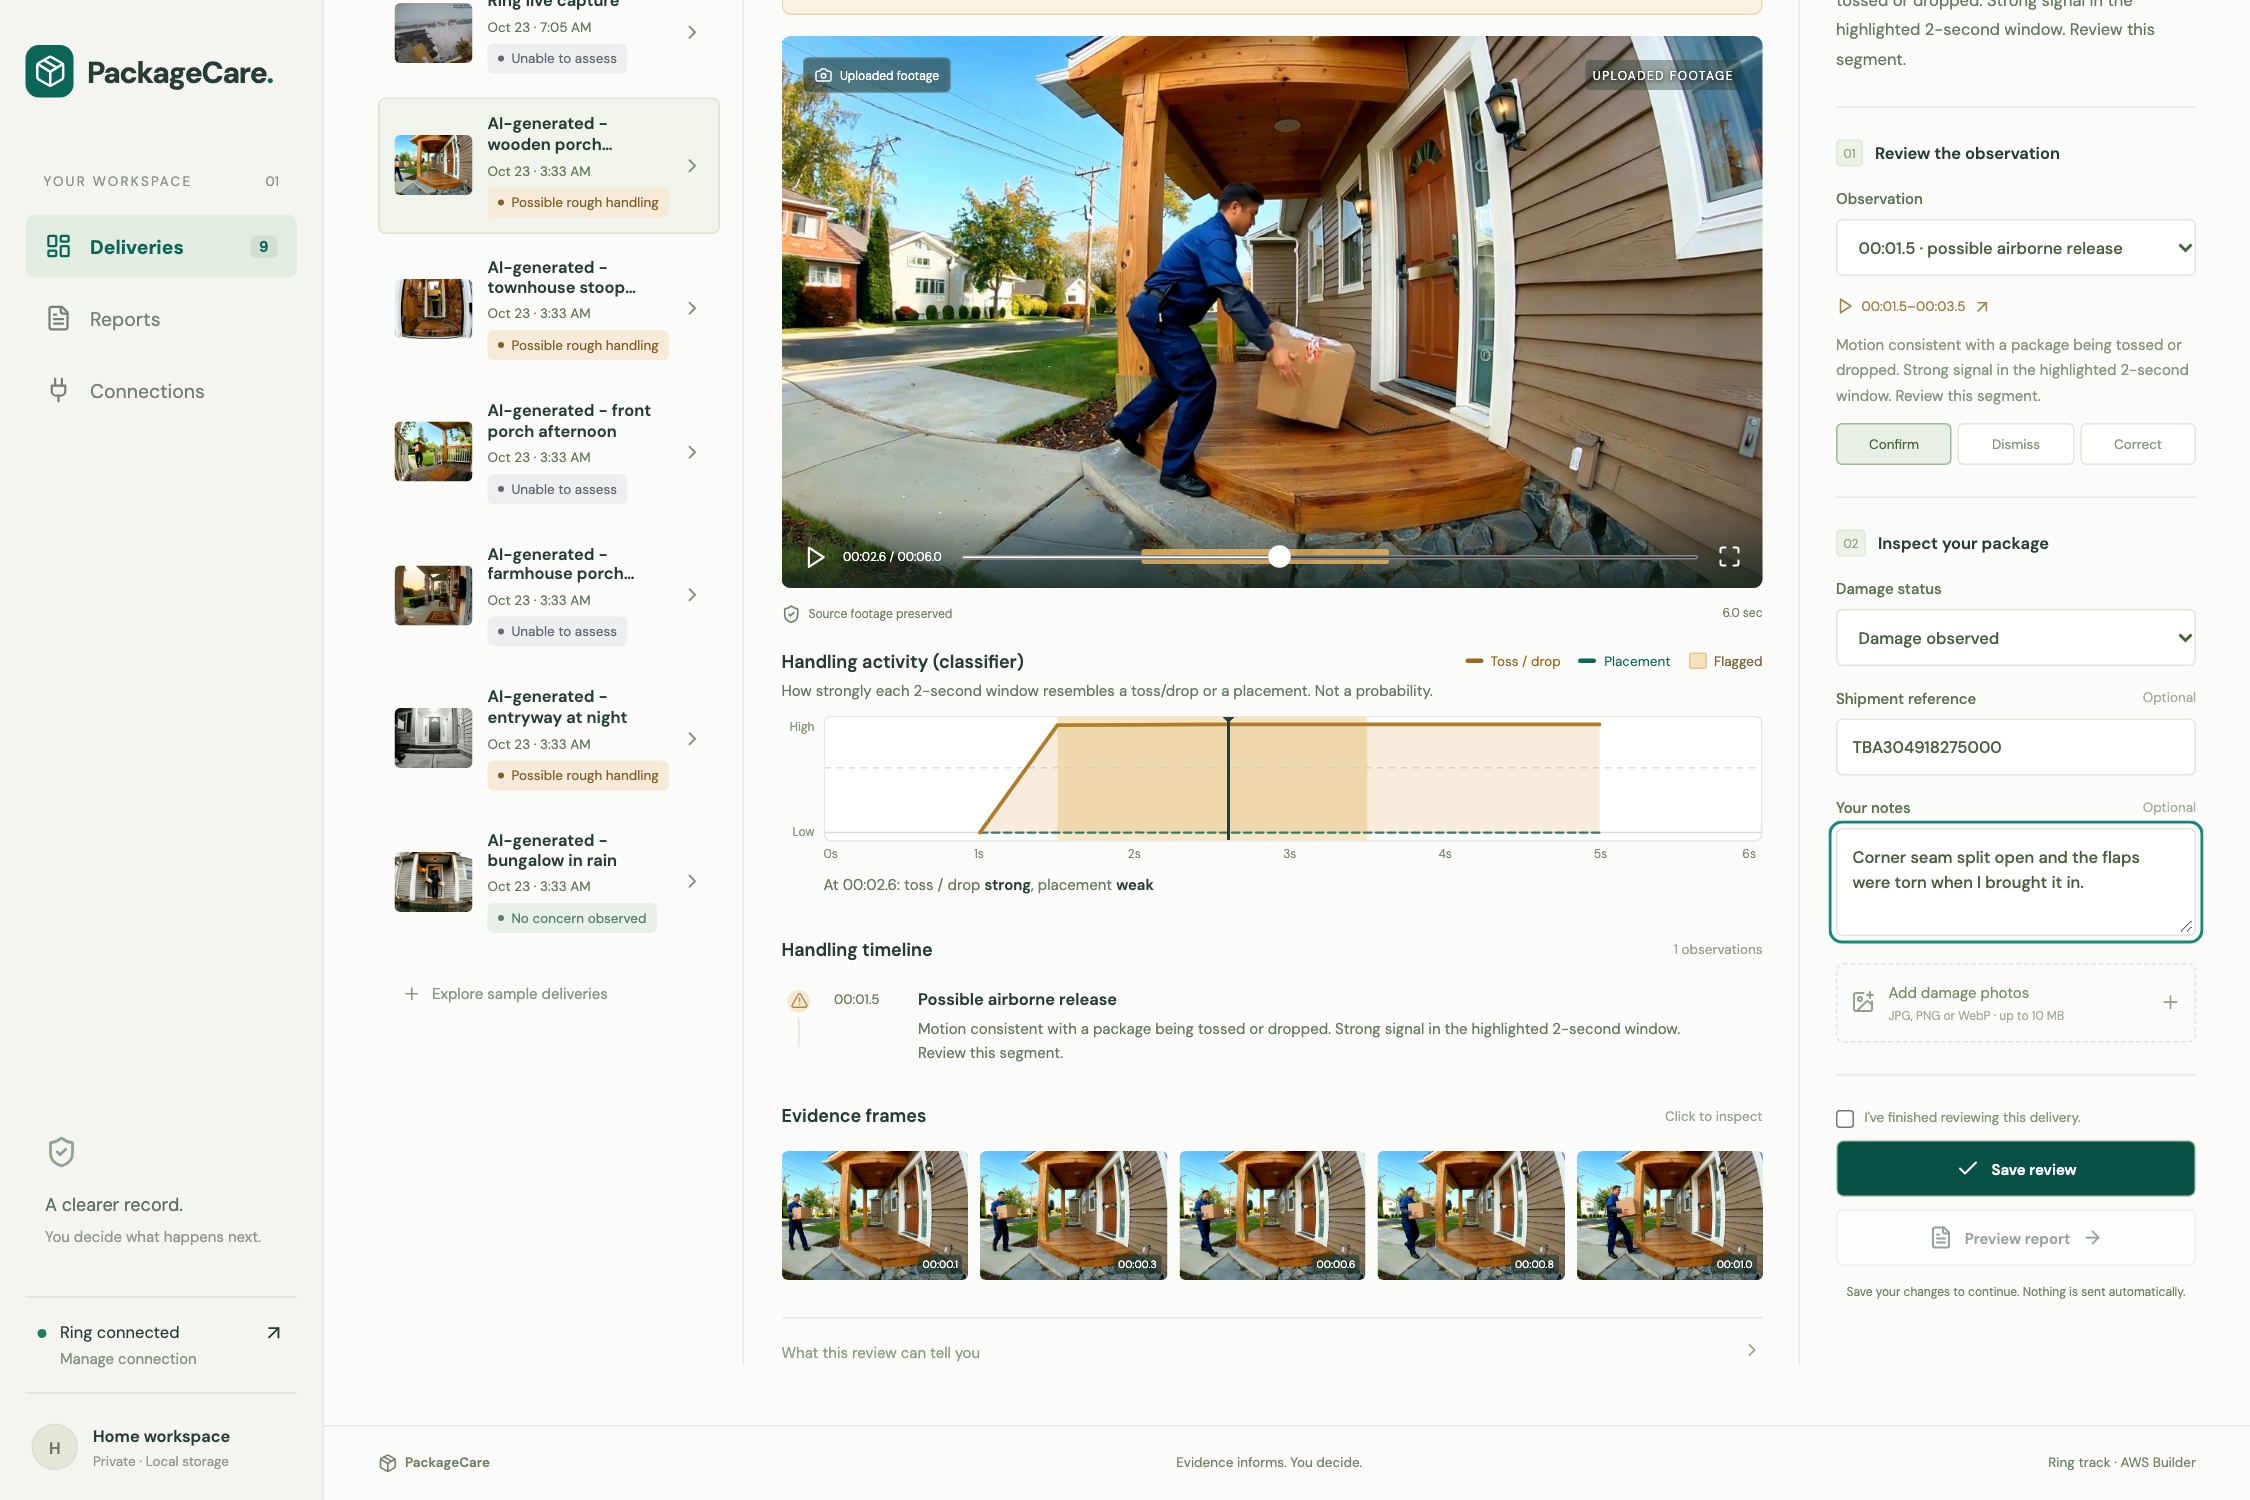 PackageCare.
YOUR WORKSPACE 01
Deliveries 9
Reports
Connections
A clearer record.
You decide what happens next.
Ring connected
Manage connection
H
Home workspace
Private · Local storage
Ring live capture
Oct 23 · 7:05 AM
Unable to assess
AI-generated -
wooden porch...
Oct 23 · 3:33 AM
Possible rough handling
AI-generated -
townhouse stoop...
Oct 23 · 3:33 AM
Possible rough handling
AI-generated - front
porch afternoon
Oct 23 · 3:33 AM
Unable to assess
AI-generated -
farmhouse porch...
Oct 23 · 3:33 AM
Unable to assess
AI-generated -
entryway at night
Oct 23 · 3:33 AM
Possible rough handling
AI-generated -
bungalow in rain
Oct 23 · 3:33 AM
No concern observed
Explore sample deliveries
Uploaded footage
UPLOADED FOOTAGE
00:02.6 / 00:06.0
Source footage preserved
6.0 sec
Handling activity (classifier)
Toss / drop
Placement
Flagged
How strongly each 2-second window resembles a toss/drop or a placement. Not a probability.
High
Low
0s 1s 2s 3s 4s 5s 6s
At 00:02.6: toss / drop strong, placement weak
Handling timeline
1 observations
00:01.5
Possible airborne release
Motion consistent with a package being tossed or dropped. Strong signal in the highlighted 2-second window.
Review this segment.
Evidence frames
Click to inspect
00:00.1
00:00.3
00:00.6
00:00.8
00:01.0
What this review can tell you
tossed or dropped. Strong signal in the
highlighted 2-second window. Review this
segment.
01 Review the observation
Observation
00:01.5 · possible airborne release
00:01.5–00:03.5
Motion consistent with a package being tossed or
dropped. Strong signal in the highlighted 2-second
window. Review this segment.
Confirm
Dismiss
Correct
02 Inspect your package
Damage status
Damage observed
Shipment reference Optional
TBA304918275000
Your notes Optional
Corner seam split open and the flaps
were torn when I brought it in.
Add damage photos
JPG, PNG or WebP · up to 10 MB
I've finished reviewing this delivery.
Save review
Preview report
Save your changes to continue. Nothing is sent automatically.
PackageCare
Evidence informs. You decide.
Ring track · AWS Builder